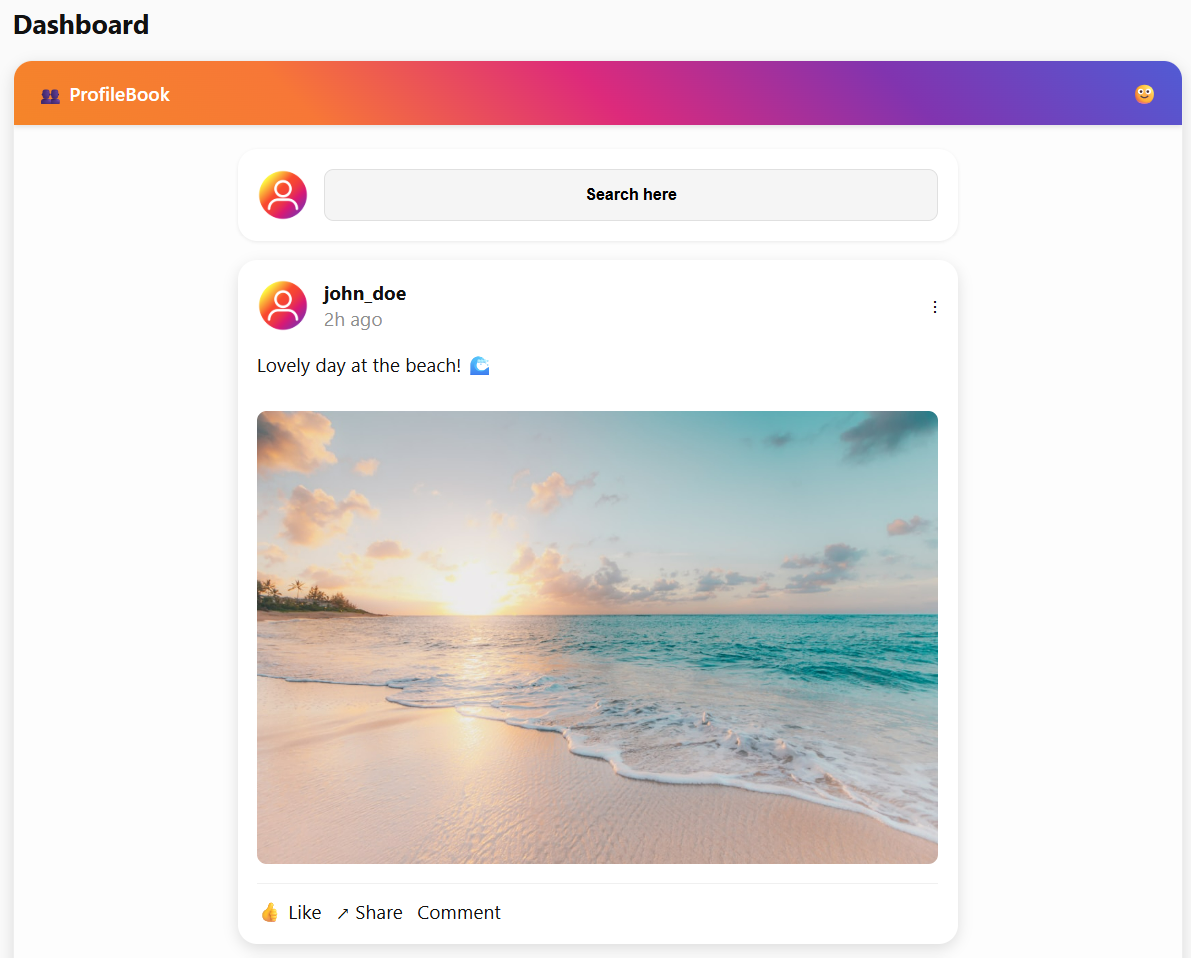 Dashboard
ProfileBook
Search here
john_doe
2h ago
Lovely day at the beach! 🌊
👍 Like ↗ Share Comment